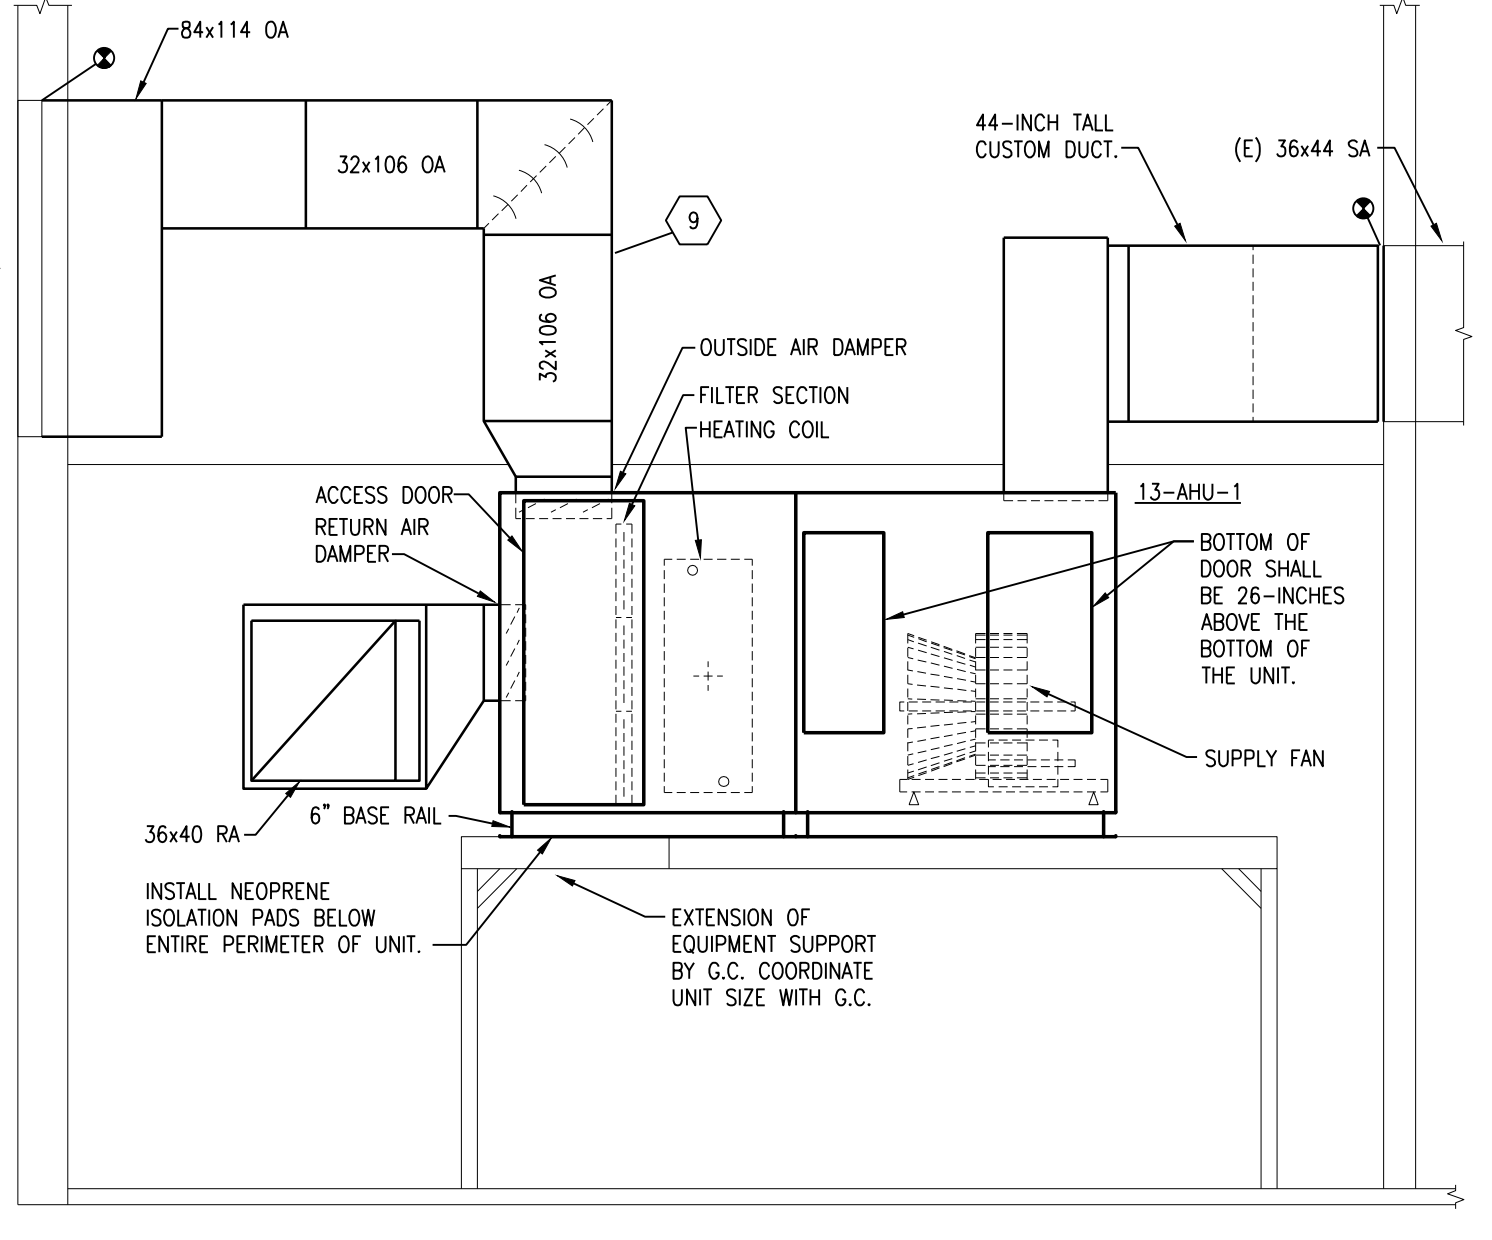 84x114 OA
32x106 OA
44-INCH TALL
CUSTOM DUCT.
(E) 36x44 SA
9
32x106 OA
OUTSIDE AIR DAMPER
FILTER SECTION
HEATING COIL
ACCESS DOOR
RETURN AIR
DAMPER
13-AHU-1
BOTTOM OF
DOOR SHALL
BE 26-INCHES
ABOVE THE
BOTTOM OF
THE UNIT.
SUPPLY FAN
6" BASE RAIL
36x40 RA
INSTALL NEOPRENE
ISOLATION PADS BELOW
ENTIRE PERIMETER OF UNIT.
EXTENSION OF
EQUIPMENT SUPPORT
BY G.C. COORDINATE
UNIT SIZE WITH G.C.